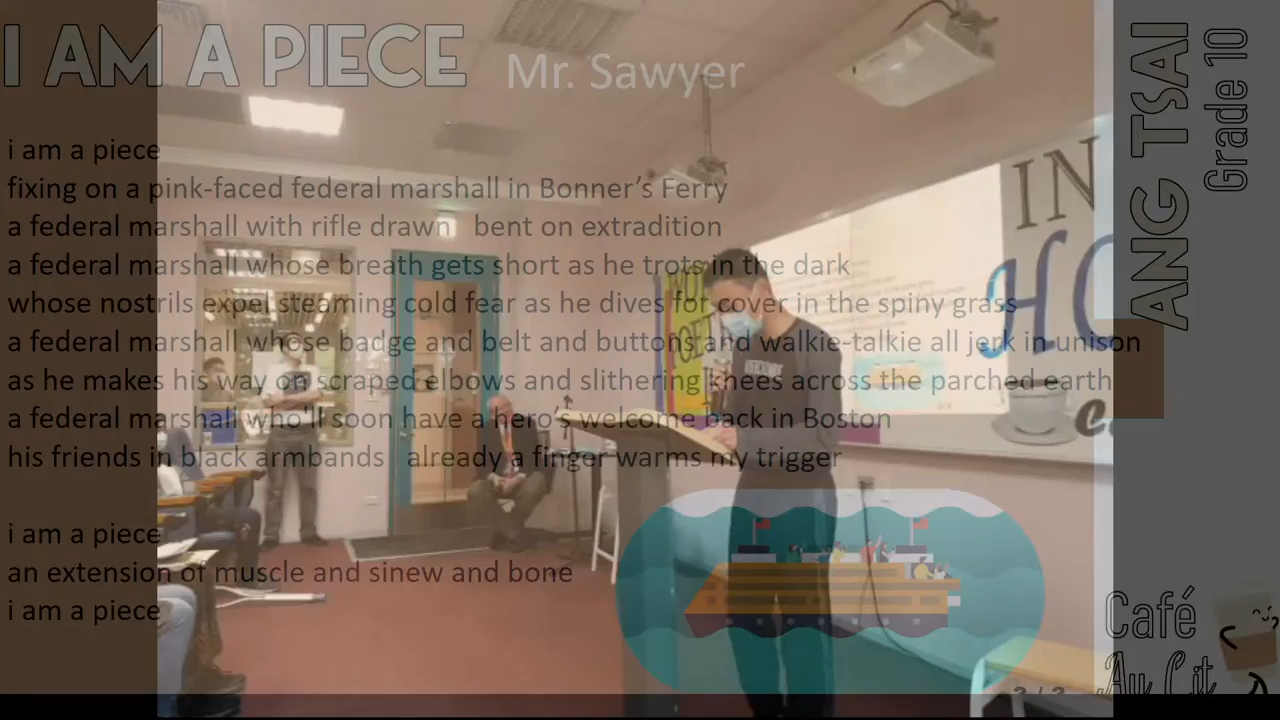 I AM A PIECE Mr. Sawyer
i am a piece
fixing on a pink-faced federal marshall in Bonner’s Ferry
a federal marshall with rifle drawn bent on extradition
a federal marshall whose breath gets short as he trots in the dark
whose nostrils expel steaming cold fear as he dives for cover in the spiny grass
a federal marshall whose badge and belt and buttons and walkie-talkie all jerk in unison
as he makes his way on scraped elbows and slithering knees across the parched earth
a federal marshall who’ll soon have a hero’s welcome back in Boston
his friends in black armbands already a finger warms my trigger
i am a piece
an extension of muscle and sinew and bone
i am a piece
ANG TSAI
Grade 10
IN
HO
Café
Au Lit